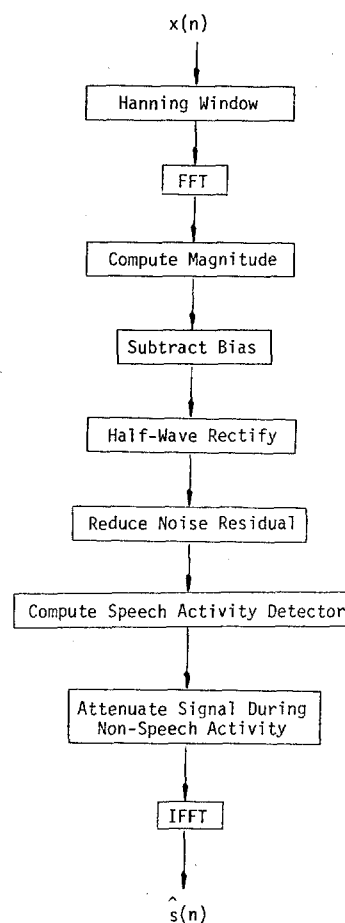 x(n)
Hanning Window
FFT
Compute Magnitude
Subtract Bias
Half-Wave Rectify
Reduce Noise Residual
Compute Speech Activity Detector
Attenuate Signal During
Non-Speech Activity
IFFT
ŝ(n)